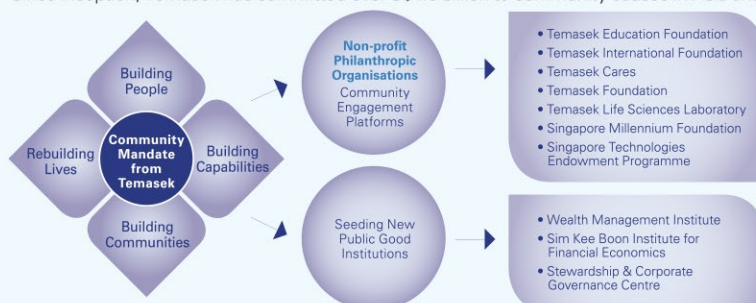 Building
People
Rebuilding
Lives
Community
Mandate
from
Temasek
Building
Capabilities
Building
Communities
Non-profit
Philanthropic
Organisations
Community
Engagement
Platforms
• Temasek Education Foundation
• Temasek International Foundation
• Temasek Cares
• Temasek Foundation
• Temasek Life Sciences Laboratory
• Singapore Millennium Foundation
• Singapore Technologies
Endowment Programme
Seeding New
Public Good
Institutions
• Wealth Management Institute
• Sim Kee Boon Institute for
Financial Economics
• Stewardship & Corporate
Governance Centre